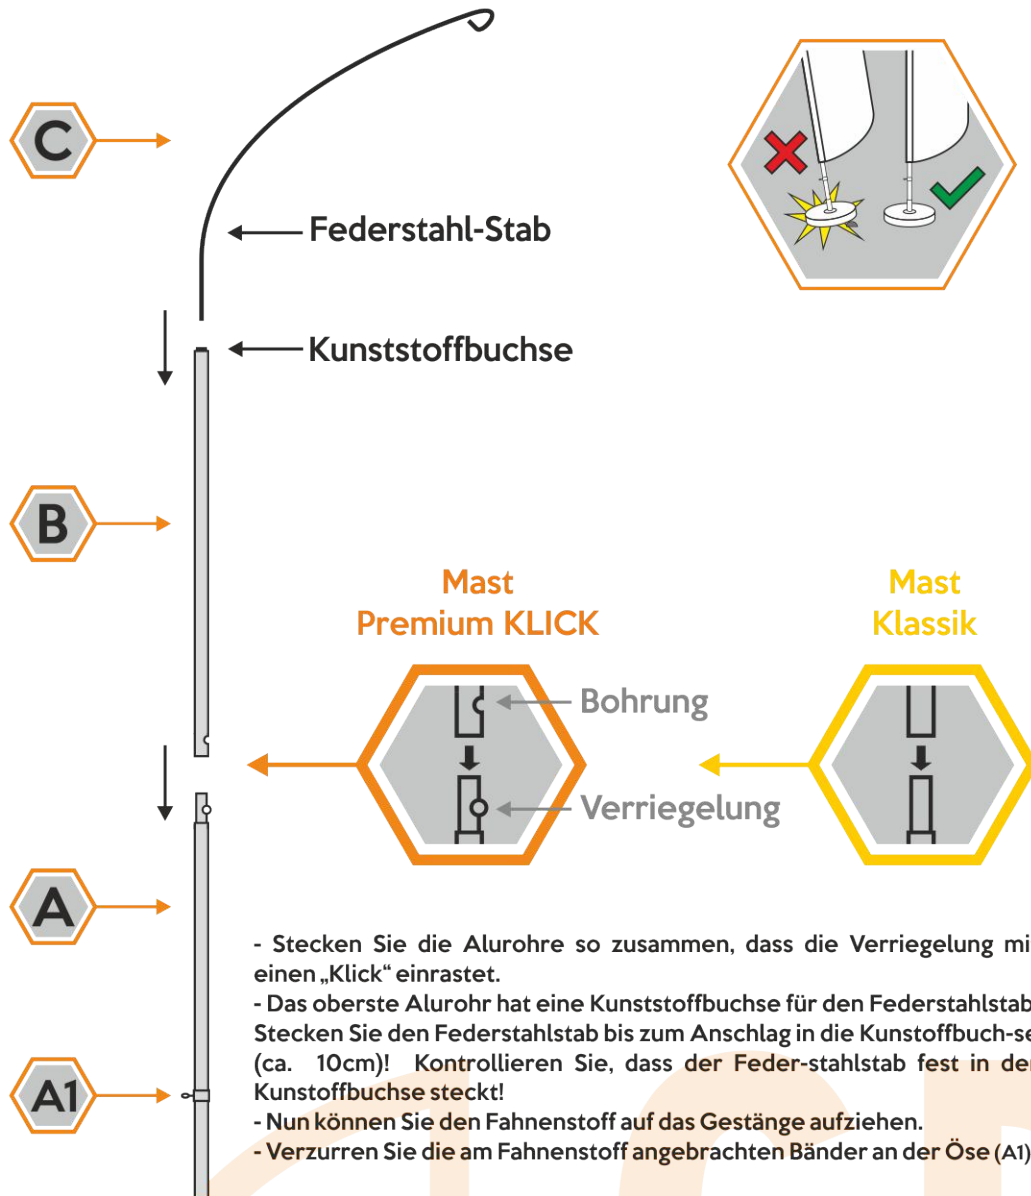 C
Federstahl-Stab
Kunststoffbuchse
B
Mast
Premium KLICK
Mast
Klassik
Bohrung
Verriegelung
A
- Stecken Sie die Alurohre so zusammen, dass die Verriegelung mi
einen „Klick“ einrastet.
- Das oberste Alurohr hat eine Kunststoffbuchse für den Federstahlstab
Stecken Sie den Federstahlstab bis zum Anschlag in die Kunstoffbuch-se
(ca. 10cm)! Kontrollieren Sie, dass der Feder-stahlstab fest in der
Kunstoffbuchse steckt!
- Nun können Sie den Fahnenstoff auf das Gestänge aufziehen.
- Verzurren Sie die am Fahnenstoff angebrachten Bänder an der Öse (A1)
A1